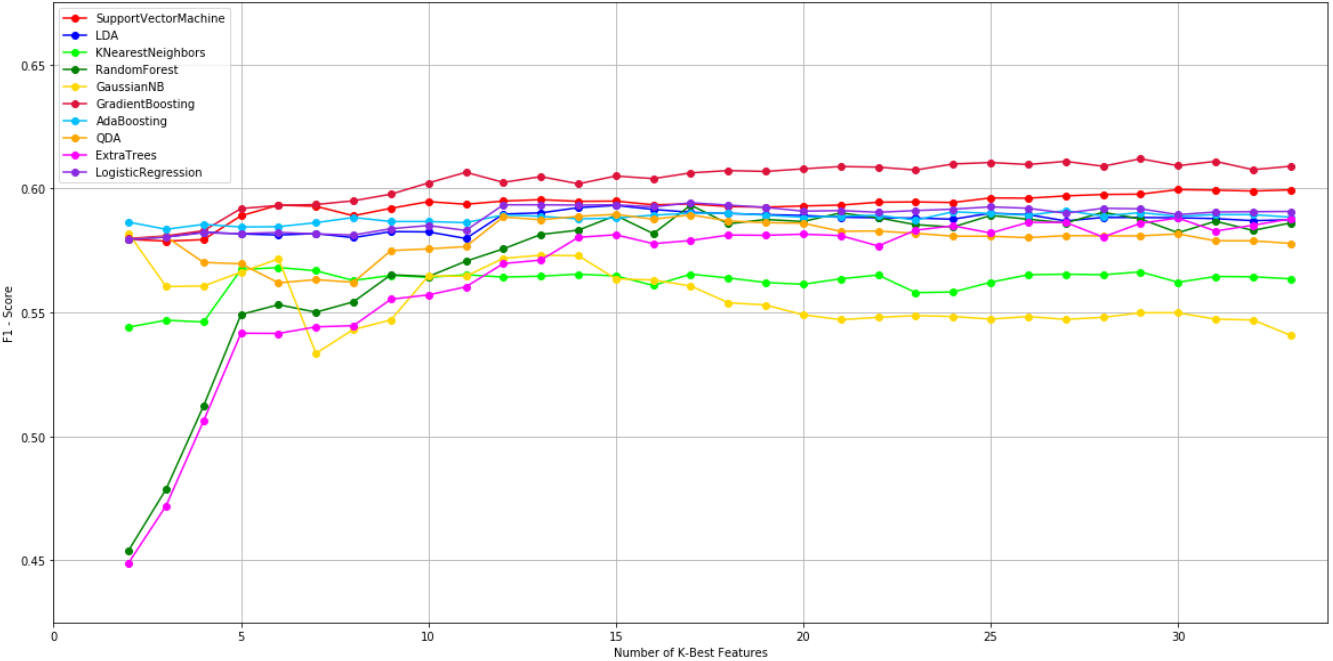 SupportVectorMachine
LDA
KNearestNeighbors
RandomForest
GaussianNB
GradientBoosting
AdaBoosting
QDA
ExtraTrees
LogisticRegression
0.65
0.60
0.55
0.50
0.45
F1 - Score
0 5 10 15 20 25 30
Number of K-Best Features